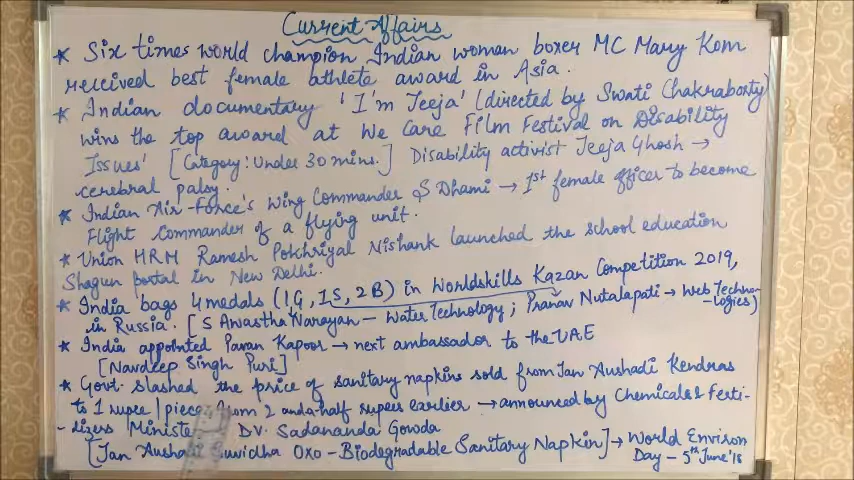 Current Affairs
* Six times world champion Indian woman boxer MC Mary Kom
received best female athlete award in Asia.
* Indian documentary 'I'm Jeeja' (directed by Swati Chakraborty)
wins the top award at We Care Film Festival on Disability
Issues' [Category: Under 30 mins.] Disability activist Jeeja Ghosh →
cerebral palsy.
* Indian Air-Force's Wing Commander S Dhami → 1st female officer to become
Flight Commander of a flying unit.
* Union HRM Ramesh Pokhriyal Nishank launched the school education
Shagun portal in New Delhi.
* India bags 4 medals (1G, 1S, 2B) in Worldskills Kazan Competition 2019,
in Russia. [S Aswatha Narayan – Water Technology; Pranav Nutalapati → Web Techno-
-logies)
* India appointed Pavan Kapoor → next ambassador to the UAE
[Navdeep Singh Puri]
* Govt. slashed the price of sanitary napkins sold from Jan Aushadi Kendras
to 1 rupee / piece from 2 and a half rupees earlier → announced by Chemicals & Ferti-
-lizers Ministe DV. Sadananda Gowda
[Jan Ausha uvidha Oxo – Biodegradable Sanitary Napkin] → World Environ
Day – 5th June '18